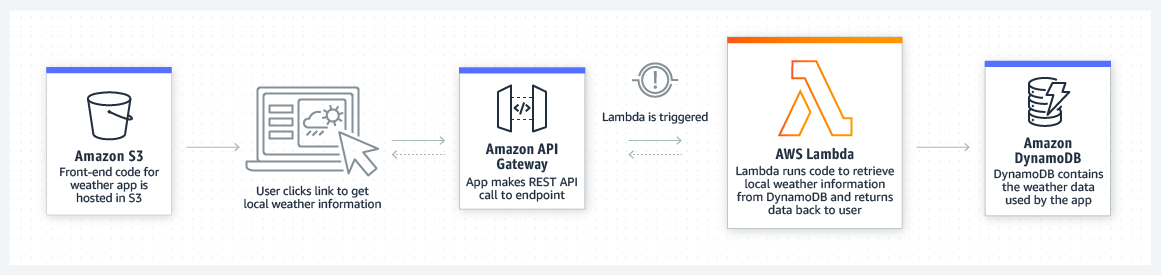 Amazon S3
Front-end code for
weather app is
hosted in S3
User clicks link to get
local weather information
</>
Amazon API
Gateway
App makes REST API
call to endpoint
Lambda is triggered
AWS Lambda
Lambda runs code to retrieve
local weather information
from DynamoDB and returns
data back to user
Amazon
DynamoDB
DynamoDB contains
the weather data
used by the app